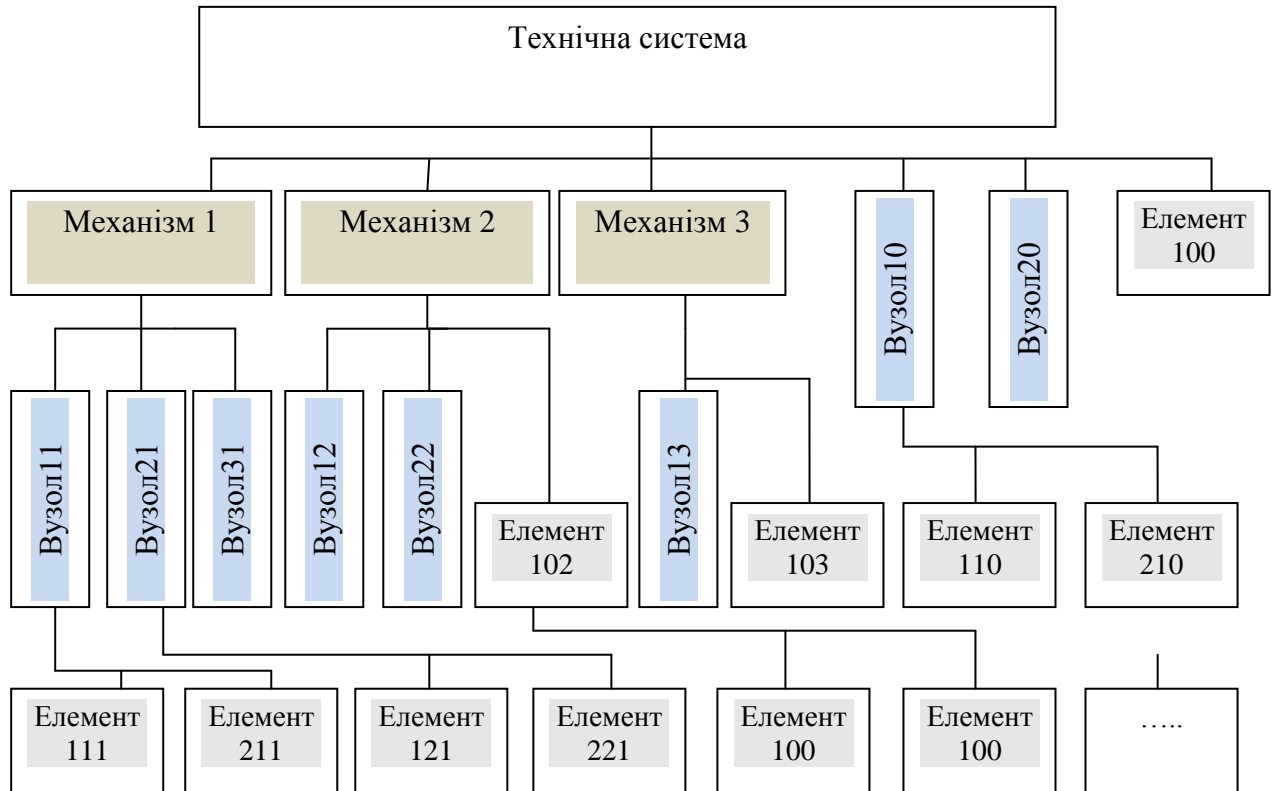 Технічна система
Механізм 1
Механізм 2
Механізм 3
Вузол10
Вузол20
Елемент
100
Вузол11
Вузол21
Вузол31
Вузол12
Вузол22
Елемент
102
Вузол13
Елемент
103
Елемент
110
Елемент
210
Елемент
111
Елемент
211
Елемент
121
Елемент
221
Елемент
100
Елемент
100
…..